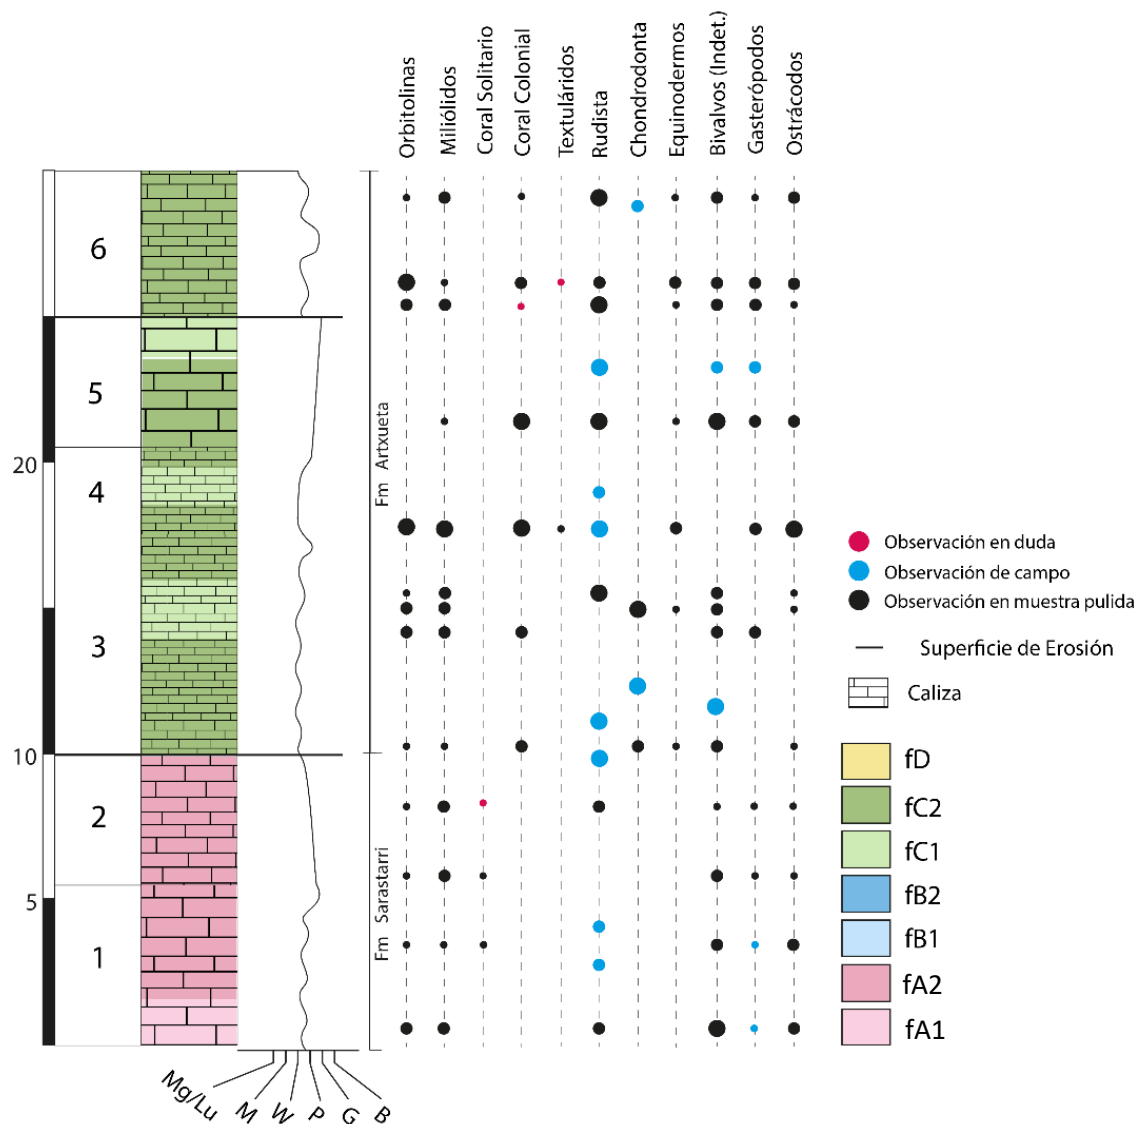 Orbitolinas
Miliólidos
Coral Solitario
Coral Colonial
Textuláridos
Rudista
Chondrodonta
Equinodermos
Bivalvos (Indet.)
Gasterópodos
Ostrácodos
6
5
20
4
3
10
2
5
1
Fm Artxueta
Fm Sarastarri
Mg/Lu
M
W
P
G
B
Observación en duda
Observación de campo
Observación en muestra pulida
Superficie de Erosión
Caliza
fD
fC2
fC1
fB2
fB1
fA2
fA1